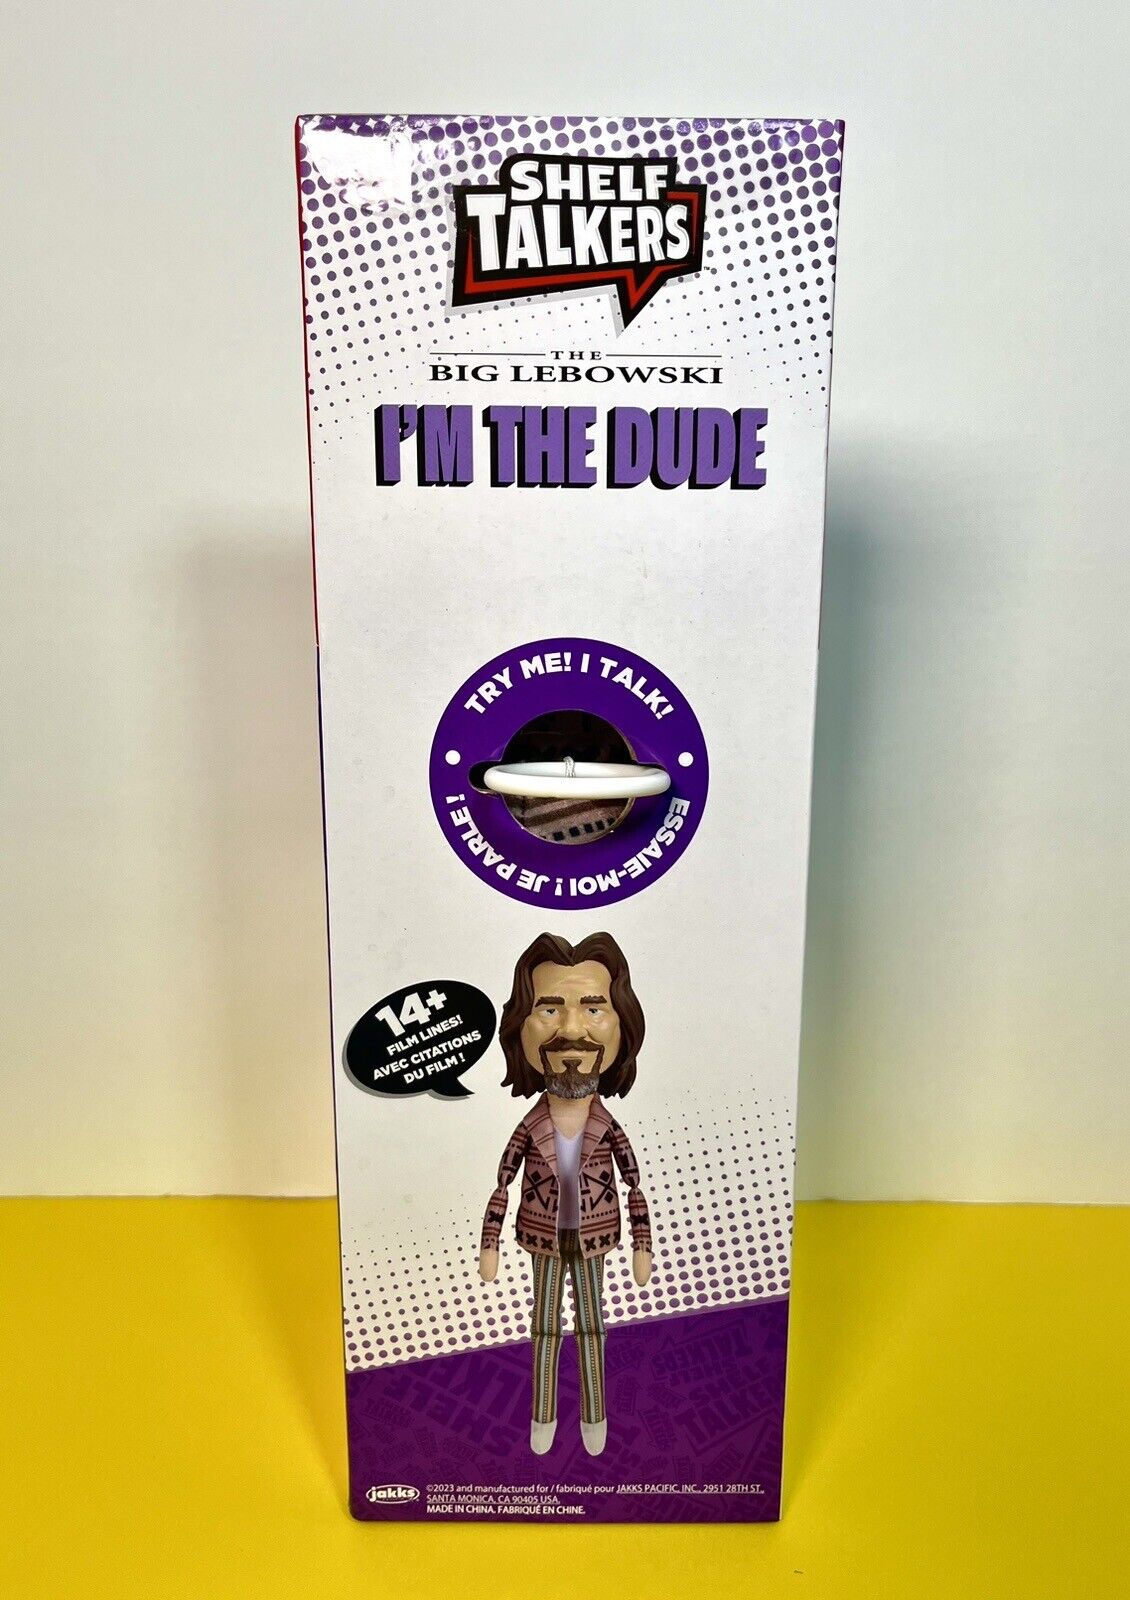 SHELF
TALKERS™
THE
BIG LEBOWSKI
I'M THE DUDE
TRY ME! I TALK!
ESSAIE-MOI ! JE PARLE !
14+
FILM LINES!
AVEC CITATIONS
DU FILM !
SHELF
TALKERS
jakks
©2023 and manufactured for / fabriqué pour JAKKS PACIFIC, INC., 2951 28TH ST.,
SANTA MONICA, CA 90405 USA.
MADE IN CHINA. FABRIQUÉ EN CHINE.